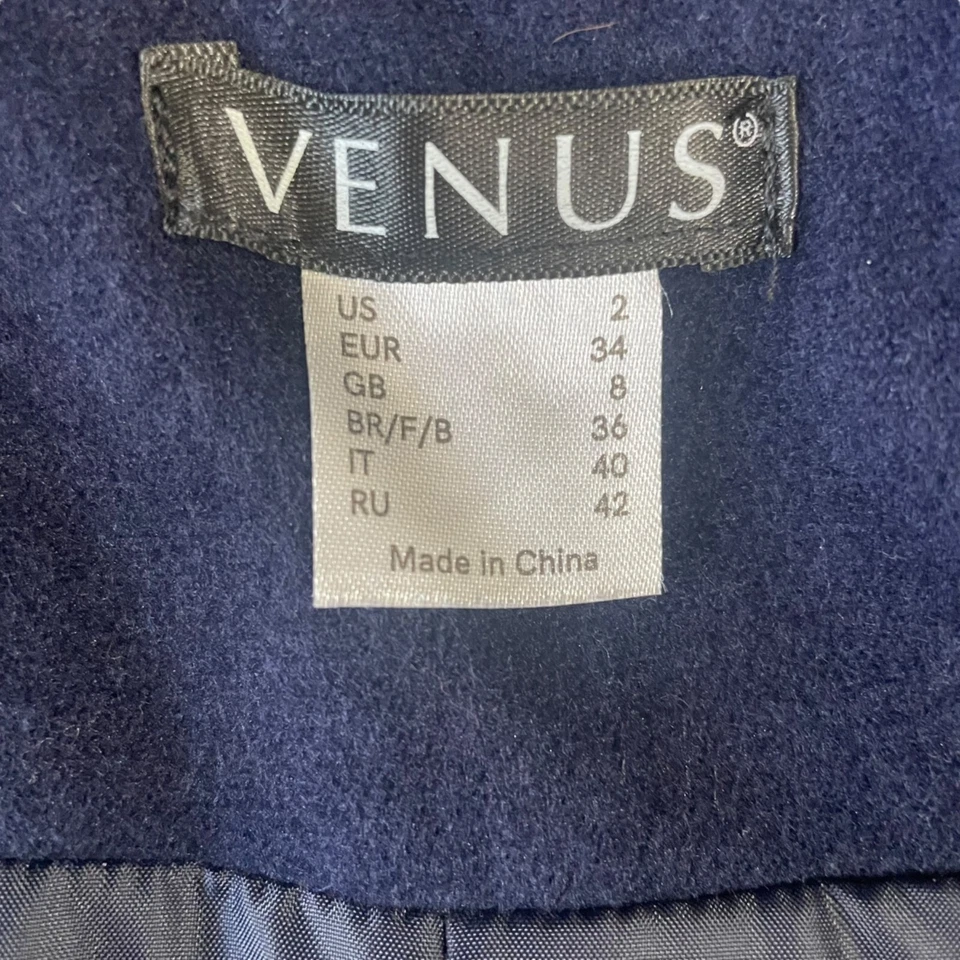 VENUS®
US 2
EUR 34
GB 8
BR/F/B 36
IT 40
RU 42
Made in China